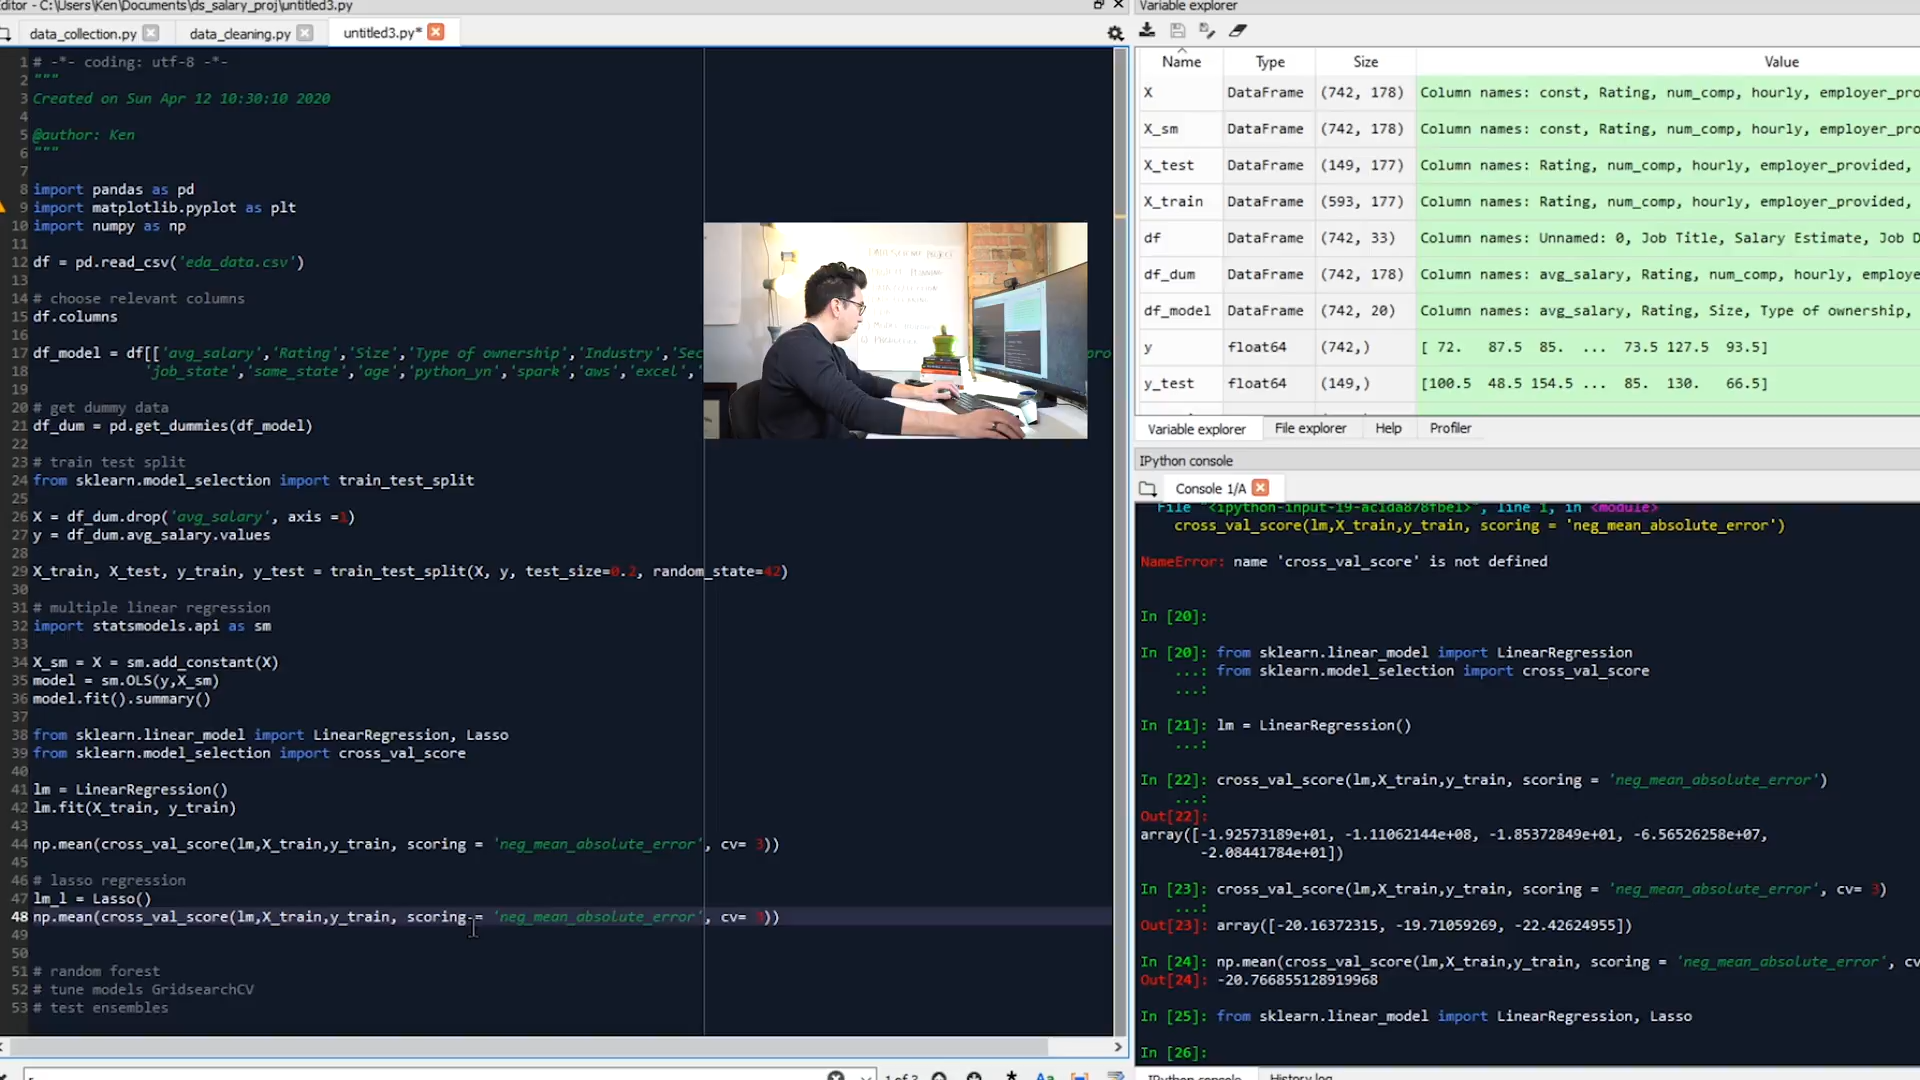 Editor - C:\Users\Ken\Documents\ds_salary_proj\untitled3.py
data_collection.py
data_cleaning.py
untitled3.py*
1 # -*- coding: utf-8 -*-
2 """
3 Created on Sun Apr 12 10:30:10 2020
4
5 @author: Ken
6 """
7
8 import pandas as pd
9 import matplotlib.pyplot as plt
10 import numpy as np
11
12 df = pd.read_csv('eda_data.csv')
13
14 # choose relevant columns
15 df.columns
16
17 df_model = df[['avg_salary','Rating','Size','Type of ownership','Industry','Sec
18 'job_state','same_state','age','python_yn','spark','aws','excel','
19
20 # get dummy data
21 df_dum = pd.get_dummies(df_model)
22
23 # train test split
24 from sklearn.model_selection import train_test_split
25
26 X = df_dum.drop('avg_salary', axis =1)
27 y = df_dum.avg_salary.values
28
29 X_train, X_test, y_train, y_test = train_test_split(X, y, test_size=0.2, random_state=42)
30
31 # multiple linear regression
32 import statsmodels.api as sm
33
34 X_sm = X = sm.add_constant(X)
35 model = sm.OLS(y,X_sm)
36 model.fit().summary()
37
38 from sklearn.linear_model import LinearRegression, Lasso
39 from sklearn.model_selection import cross_val_score
40
41 lm = LinearRegression()
42 lm.fit(X_train, y_train)
43
44 np.mean(cross_val_score(lm,X_train,y_train, scoring = 'neg_mean_absolute_error', cv= 3))
45
46 # lasso regression
47 lm_l = Lasso()
48 np.mean(cross_val_score(lm,X_train,y_train, scoring = 'neg_mean_absolute_error', cv= 3))
49
50
51 # random forest
52 # tune models GridsearchCV
53 # test ensembles
1 of 3
Variable explorer
Name Type Size Value
X DataFrame (742, 178) Column names: const, Rating, num_comp, hourly, employer_pro
X_sm DataFrame (742, 178) Column names: const, Rating, num_comp, hourly, employer_pro
X_test DataFrame (149, 177) Column names: Rating, num_comp, hourly, employer_provided,
X_train DataFrame (593, 177) Column names: Rating, num_comp, hourly, employer_provided,
df DataFrame (742, 33) Column names: Unnamed: 0, Job Title, Salary Estimate, Job D
df_dum DataFrame (742, 178) Column names: avg_salary, Rating, num_comp, hourly, employe
df_model DataFrame (742, 20) Column names: avg_salary, Rating, Size, Type of ownership,
y float64 (742,) [ 72. 87.5 85. ... 73.5 127.5 93.5]
y_test float64 (149,) [100.5 48.5 154.5 ... 85. 130. 66.5]
Variable explorer File explorer Help Profiler
IPython console
Console 1/A
File "<ipython-input-19-ac1da878fbe1>", line 1, in <module>
cross_val_score(lm,X_train,y_train, scoring = 'neg_mean_absolute_error')
NameError: name 'cross_val_score' is not defined
In [20]:
In [20]: from sklearn.linear_model import LinearRegression
...: from sklearn.model_selection import cross_val_score
...:
In [21]: lm = LinearRegression()
...:
In [22]: cross_val_score(lm,X_train,y_train, scoring = 'neg_mean_absolute_error')
...:
Out[22]:
array([-1.92573189e+01, -1.11062144e+08, -1.85372849e+01, -6.56526258e+07,
-2.08441784e+01])
In [23]: cross_val_score(lm,X_train,y_train, scoring = 'neg_mean_absolute_error', cv= 3)
...:
Out[23]: array([-20.16372315, -19.71059269, -22.42624955])
In [24]: np.mean(cross_val_score(lm,X_train,y_train, scoring = 'neg_mean_absolute_error', cv
Out[24]: -20.766855128919968
In [25]: from sklearn.linear_model import LinearRegression, Lasso
In [26]:
IPython console History log